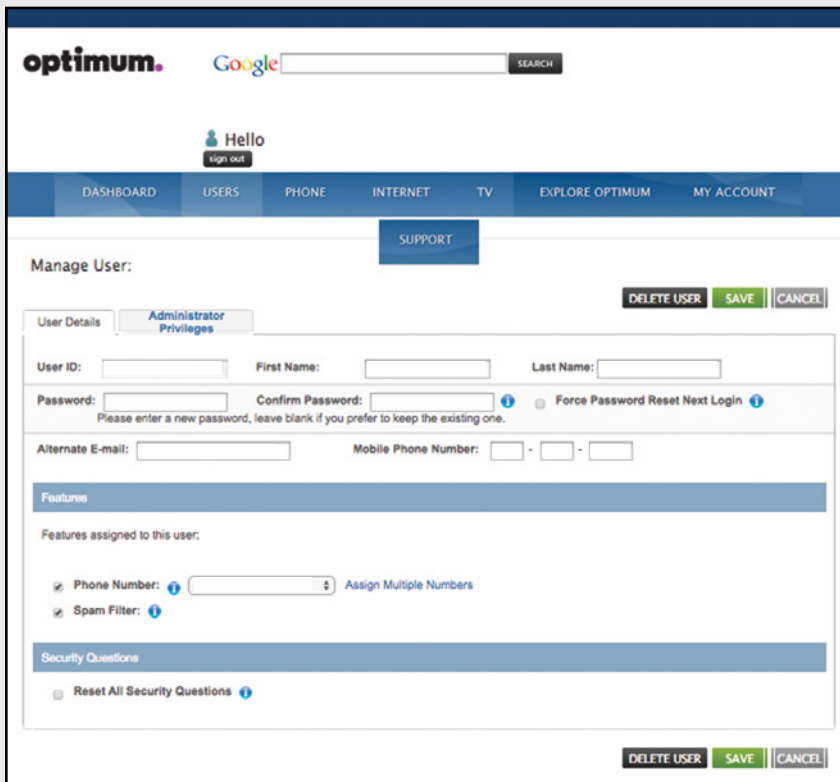 optimum. Google SEARCH
Hello
sign out
DASHBOARD USERS PHONE INTERNET TV EXPLORE OPTIMUM MY ACCOUNT
SUPPORT
Manage User:
DELETE USER SAVE CANCEL
User Details Administrator
Privileges
User ID: First Name: Last Name:
Password: Confirm Password: Force Password Reset Next Login
Please enter a new password, leave blank if you prefer to keep the existing one.
Alternate E-mail: Mobile Phone Number: - -
Features
Features assigned to this user:
Phone Number: Assign Multiple Numbers
Spam Filter:
Security Questions
Reset All Security Questions
DELETE USER SAVE CANCEL